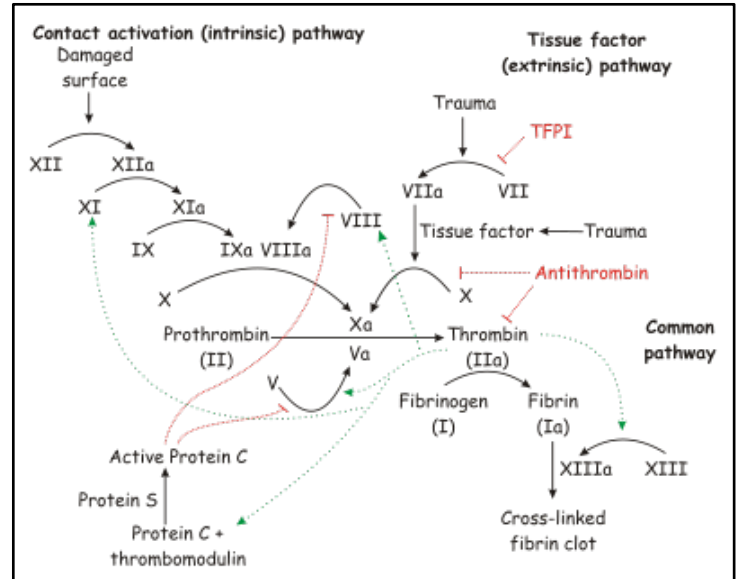 Contact activation (intrinsic) pathway
Damaged
surface
Tissue factor
(extrinsic) pathway
Trauma
TFPI
XII
XIIa
XI
XIa
VIIa
VII
VIII
IX
IXa
VIIIa
Tissue factor
Trauma
X
X
Antithrombin
Xa
Prothrombin
(II)
Va
Thrombin
(IIa)
Common
pathway
V
Fibrinogen
(I)
Fibrin
(Ia)
Active Protein C
XIIIa
XIII
Protein S
Protein C +
thrombomodulin
Cross-linked
fibrin clot